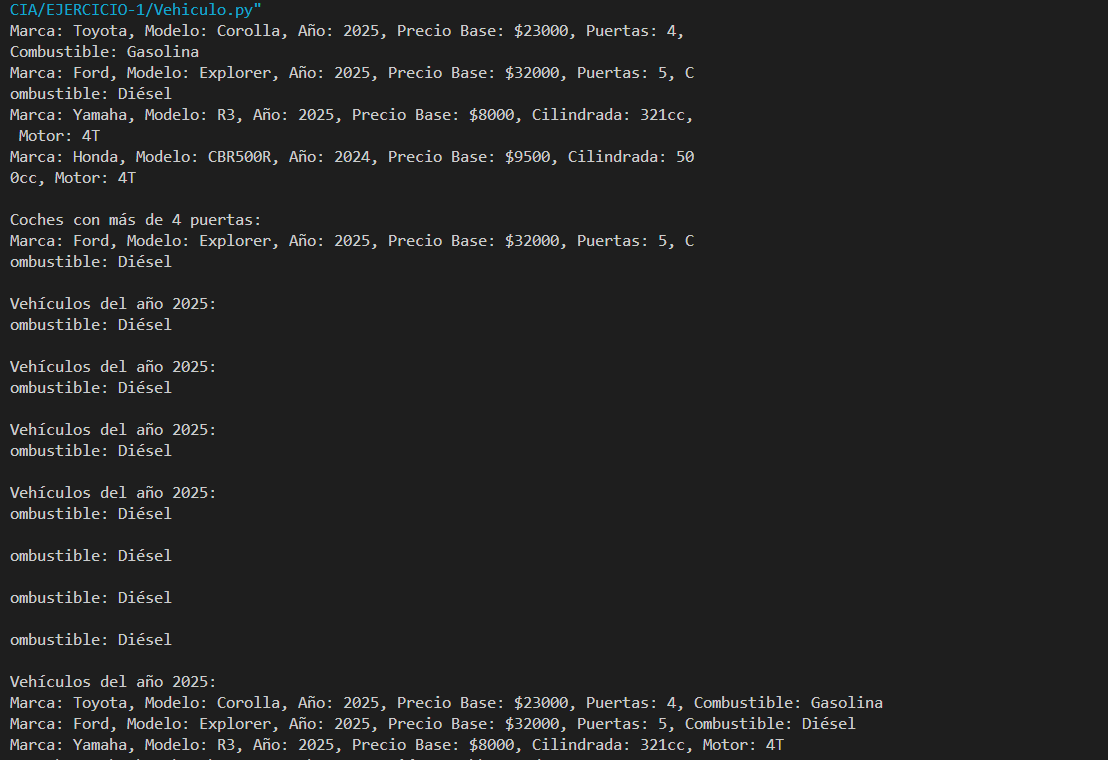 CIA/EJERCICIO-1/Vehiculo.py"
Marca: Toyota, Modelo: Corolla, Año: 2025, Precio Base: $23000, Puertas: 4,
Combustible: Gasolina
Marca: Ford, Modelo: Explorer, Año: 2025, Precio Base: $32000, Puertas: 5, C
ombustible: Diésel
Marca: Yamaha, Modelo: R3, Año: 2025, Precio Base: $8000, Cilindrada: 321cc,
 Motor: 4T
Marca: Honda, Modelo: CBR500R, Año: 2024, Precio Base: $9500, Cilindrada: 50
0cc, Motor: 4T

Coches con más de 4 puertas:
Marca: Ford, Modelo: Explorer, Año: 2025, Precio Base: $32000, Puertas: 5, C
ombustible: Diésel

Vehículos del año 2025:
ombustible: Diésel

Vehículos del año 2025:
ombustible: Diésel

Vehículos del año 2025:
ombustible: Diésel

Vehículos del año 2025:
ombustible: Diésel

ombustible: Diésel

ombustible: Diésel

ombustible: Diésel

Vehículos del año 2025:
Marca: Toyota, Modelo: Corolla, Año: 2025, Precio Base: $23000, Puertas: 4, Combustible: Gasolina
Marca: Ford, Modelo: Explorer, Año: 2025, Precio Base: $32000, Puertas: 5, Combustible: Diésel
Marca: Yamaha, Modelo: R3, Año: 2025, Precio Base: $8000, Cilindrada: 321cc, Motor: 4T